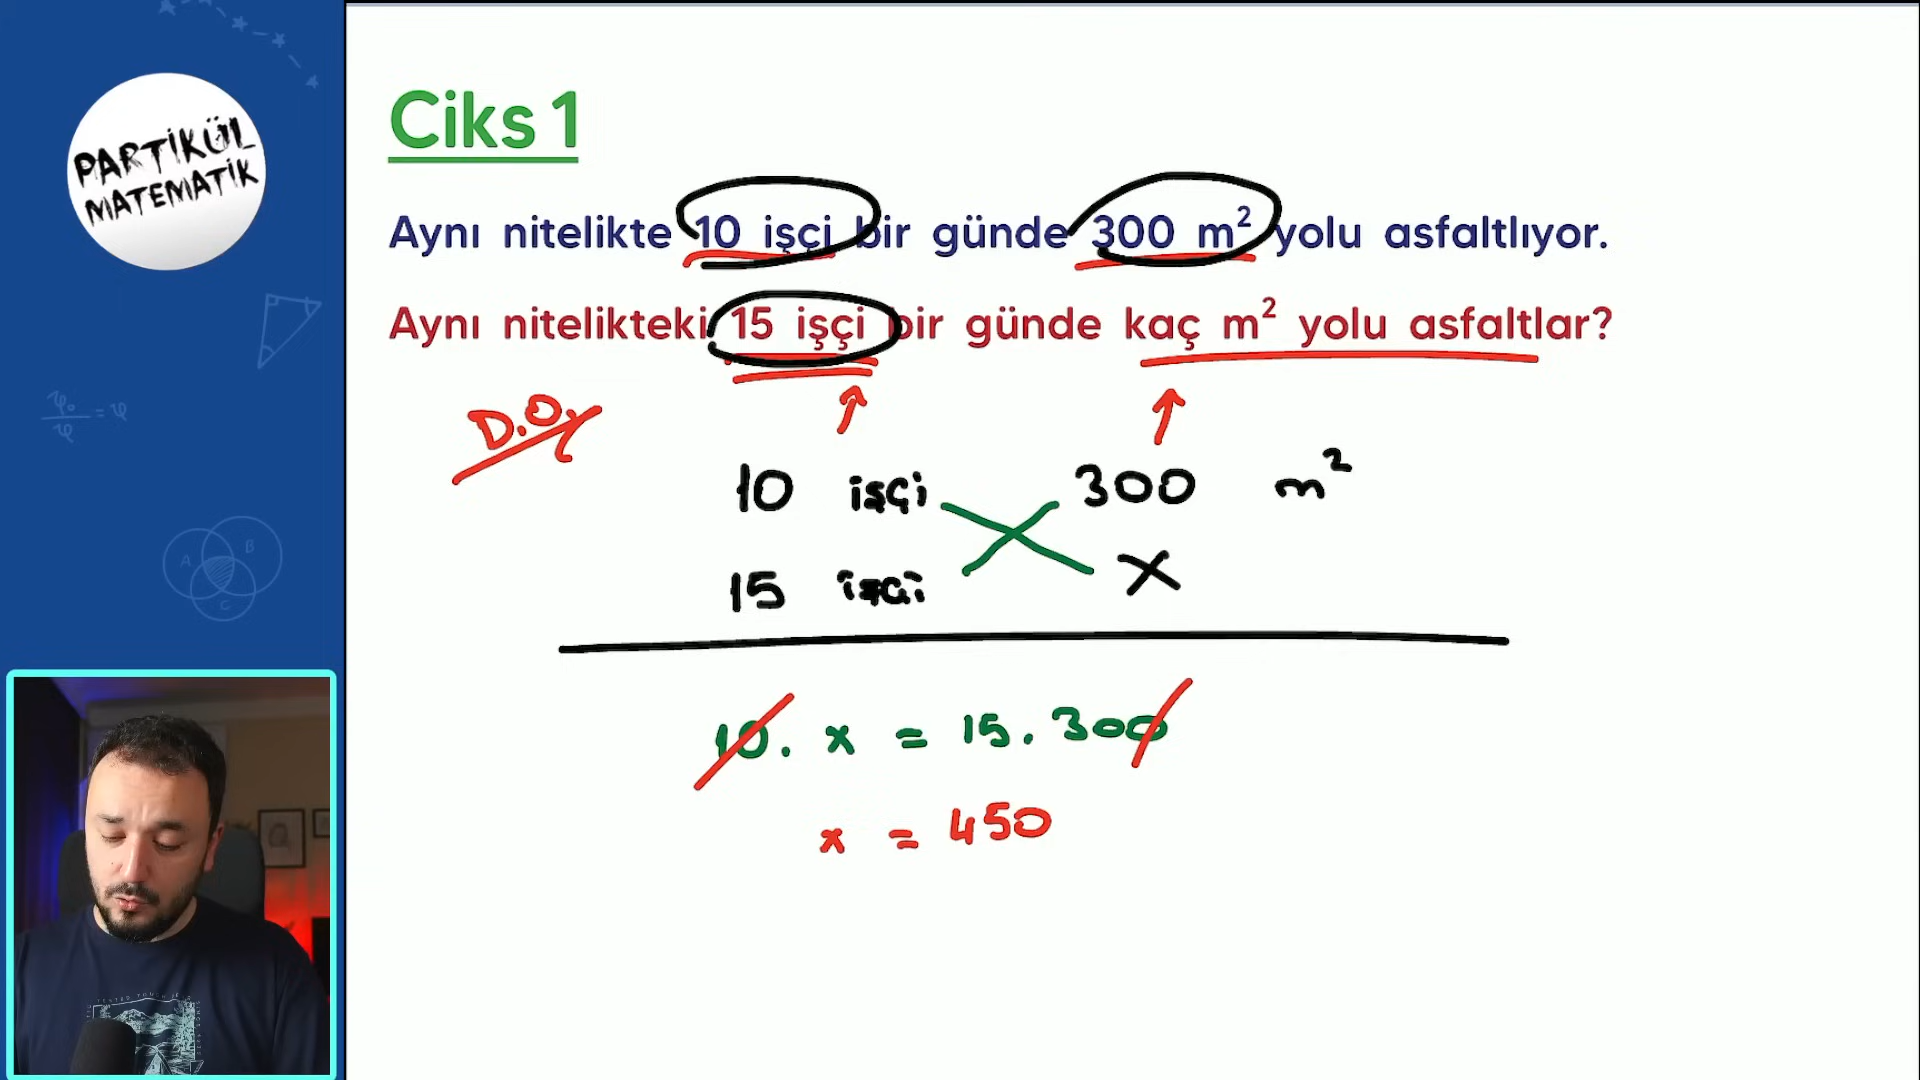 PARTİKÜL
MATEMATİK
Ciks 1
Aynı nitelikte 10 işçi bir günde 300 m² yolu asfaltlıyor.
Aynı nitelikteki 15 işçi bir günde kaç m² yolu asfaltlar?
D.O.
10 işçi 300 m²
15 işçi x
10. x = 15. 300
x = 450
A B
C